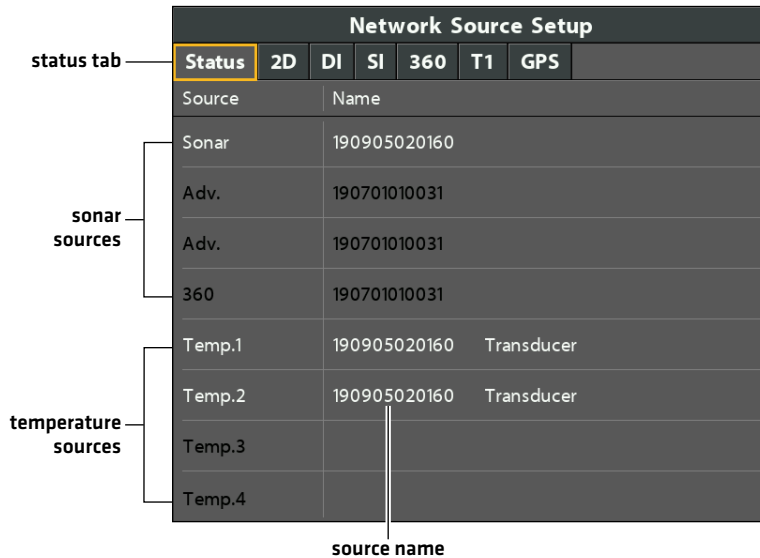 Network Source Setup
status tab
Status 2D DI SI 360 T1 GPS
Source Name
Sonar 190905020160
Adv. 190701010031
sonar
sources
Adv. 190701010031
360 190701010031
Temp.1 190905020160 Transducer
Temp.2 190905020160 Transducer
temperature
sources
Temp.3
Temp.4
source name